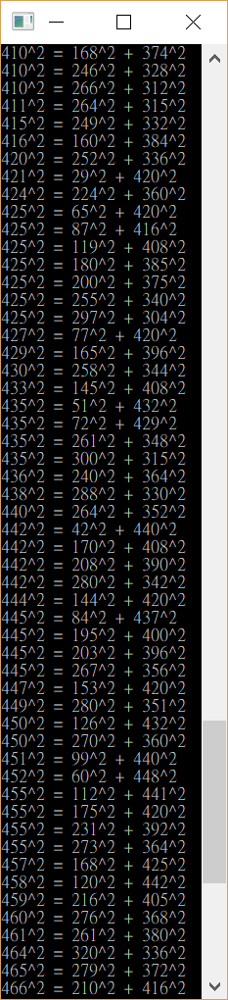 410^2 = 168^2 + 374^2
410^2 = 246^2 + 328^2
410^2 = 266^2 + 312^2
411^2 = 264^2 + 315^2
415^2 = 249^2 + 332^2
416^2 = 160^2 + 384^2
420^2 = 252^2 + 336^2
421^2 = 29^2 + 420^2
424^2 = 224^2 + 360^2
425^2 = 65^2 + 420^2
425^2 = 87^2 + 416^2
425^2 = 119^2 + 408^2
425^2 = 180^2 + 385^2
425^2 = 200^2 + 375^2
425^2 = 255^2 + 340^2
425^2 = 297^2 + 304^2
427^2 = 77^2 + 420^2
429^2 = 165^2 + 396^2
430^2 = 258^2 + 344^2
433^2 = 145^2 + 408^2
435^2 = 51^2 + 432^2
435^2 = 72^2 + 429^2
435^2 = 261^2 + 348^2
435^2 = 300^2 + 315^2
436^2 = 240^2 + 364^2
438^2 = 288^2 + 330^2
440^2 = 264^2 + 352^2
442^2 = 42^2 + 440^2
442^2 = 170^2 + 408^2
442^2 = 208^2 + 390^2
442^2 = 280^2 + 342^2
444^2 = 144^2 + 420^2
445^2 = 84^2 + 437^2
445^2 = 195^2 + 400^2
445^2 = 203^2 + 396^2
445^2 = 267^2 + 356^2
447^2 = 153^2 + 420^2
449^2 = 280^2 + 351^2
450^2 = 126^2 + 432^2
450^2 = 270^2 + 360^2
451^2 = 99^2 + 440^2
452^2 = 60^2 + 448^2
455^2 = 112^2 + 441^2
455^2 = 175^2 + 420^2
455^2 = 231^2 + 392^2
455^2 = 273^2 + 364^2
457^2 = 168^2 + 425^2
458^2 = 120^2 + 442^2
459^2 = 216^2 + 405^2
460^2 = 276^2 + 368^2
461^2 = 261^2 + 380^2
464^2 = 320^2 + 336^2
465^2 = 279^2 + 372^2
466^2 = 210^2 + 416^2